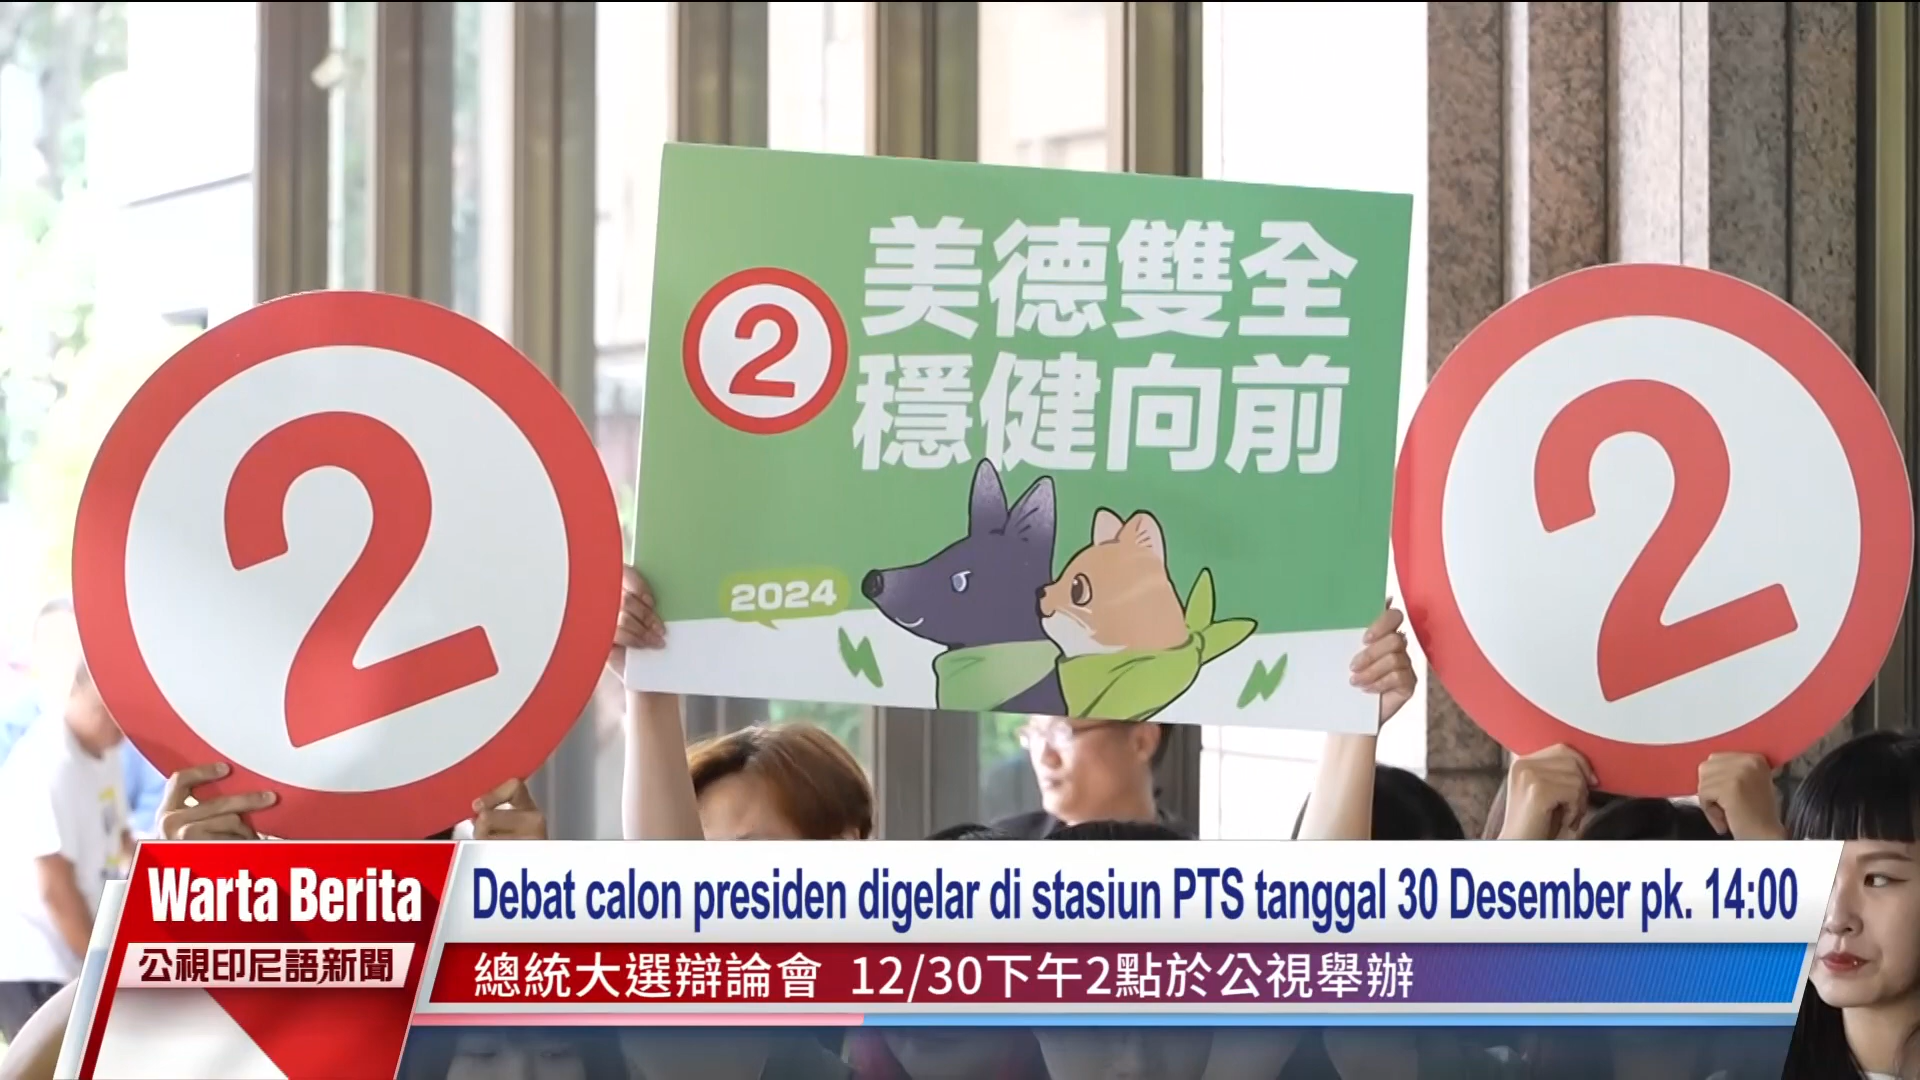 2
2
美德雙全
穩健向前
2024
2
Warta Berita
公視印尼語新聞
Debat calon presiden digelar di stasiun PTS tanggal 30 Desember pk. 14:00
總統大選辯論會 12/30下午2點於公視舉辦